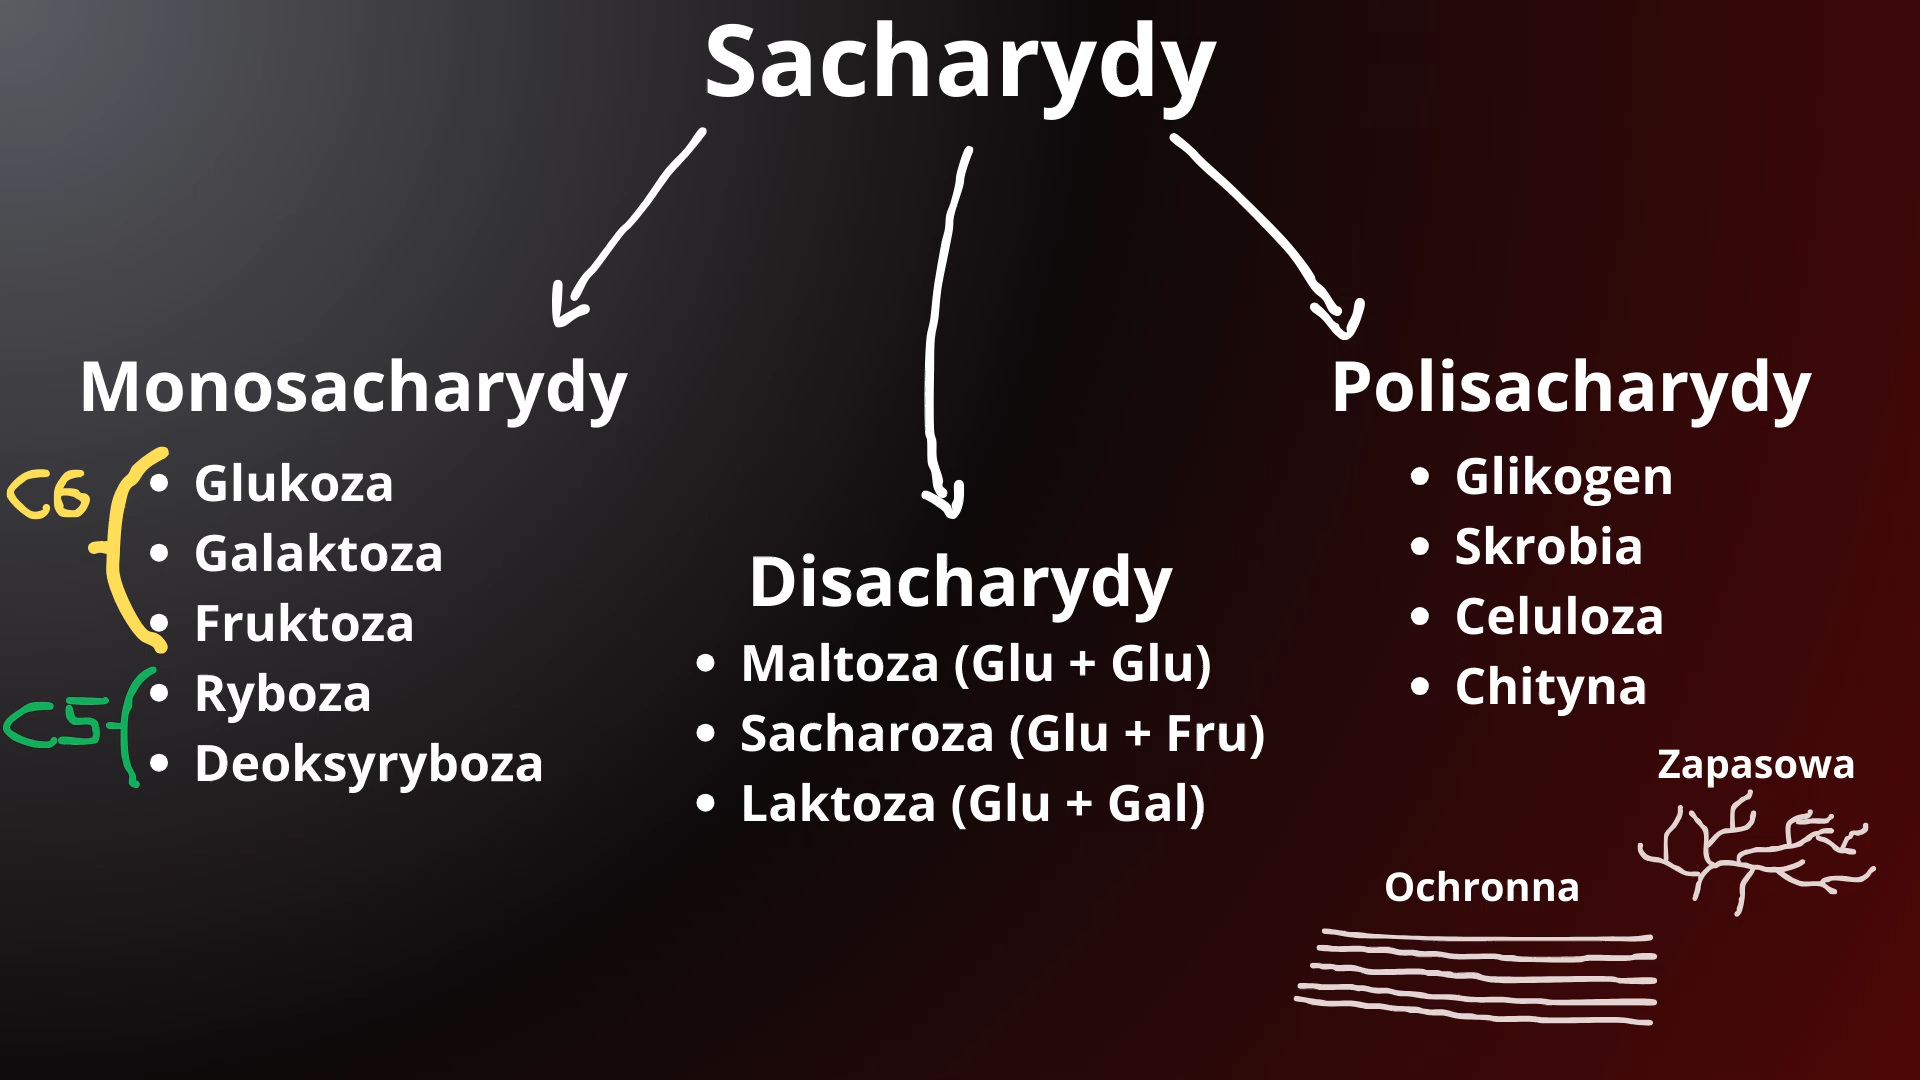 Sacharydy
Monosacharydy
C6
Glukoza
Galaktoza
Fruktoza
C5
Ryboza
Deoksyryboza
Disacharydy
Maltoza (Glu + Glu)
Sacharoza (Glu + Fru)
Laktoza (Glu + Gal)
Polisacharydy
Glikogen
Skrobia
Celuloza
Chityna
Zapasowa
Ochronna